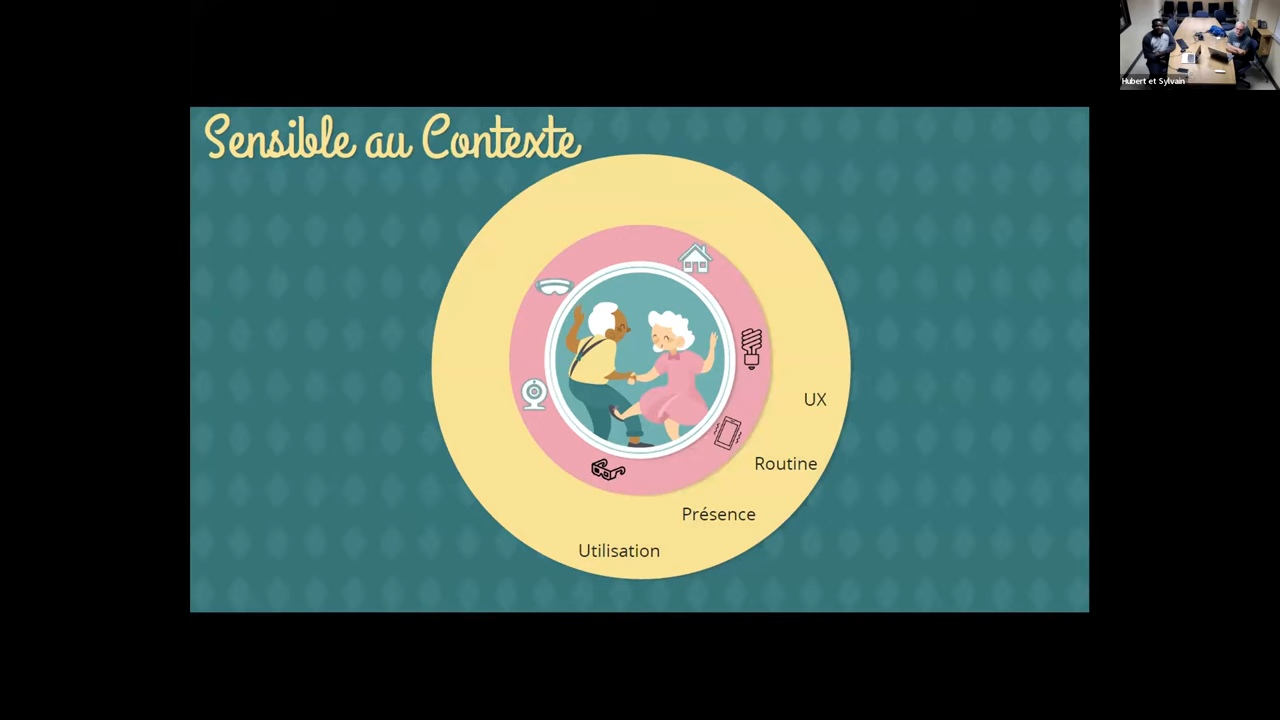 Hubert et Sylvain
Sensible au Contexte
UX
Routine
Présence
Utilisation